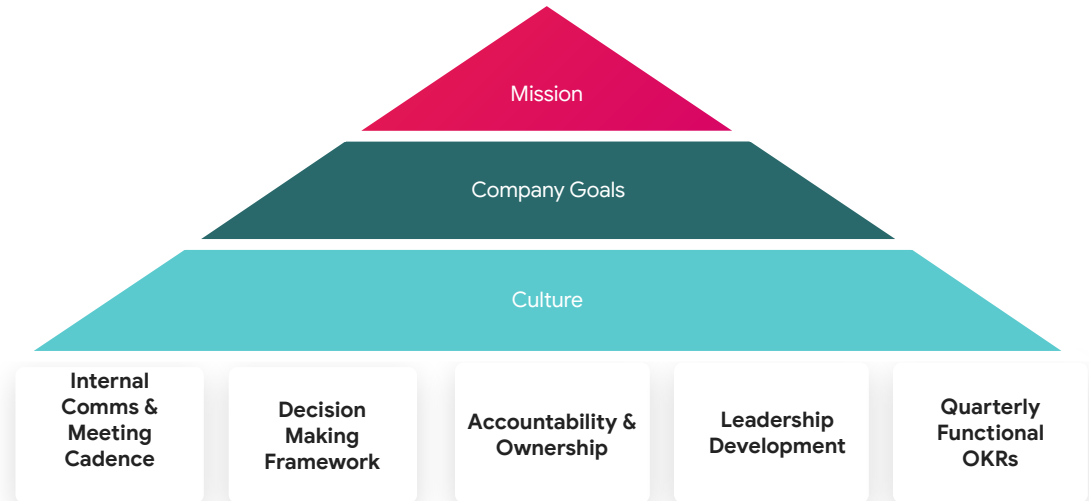 Mission
Company Goals
Culture
Internal
Comms &
Meeting
Cadence
Decision
Making
Framework
Accountability &
Ownership
Leadership
Development
Quarterly
Functional
OKRs